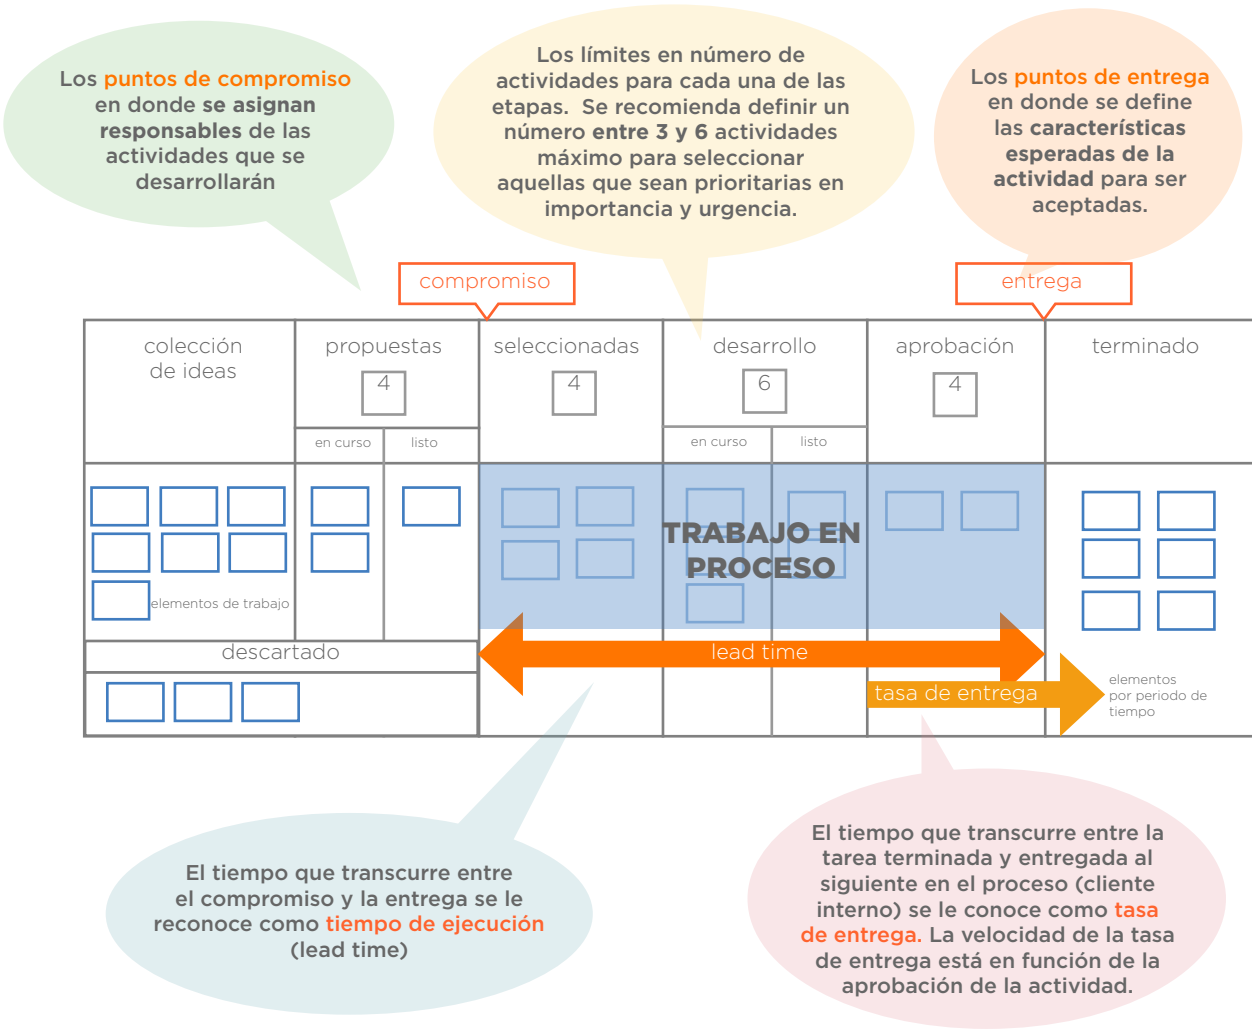 Los puntos de compromiso
en donde se asignan
responsables de las
actividades que se
desarrollarán
Los límites en número de
actividades para cada una de las
etapas. Se recomienda definir un
número entre 3 y 6 actividades
máximo para seleccionar
aquellas que sean prioritarias en
importancia y urgencia.
Los puntos de entrega
en donde se define
las características
esperadas de la
actividad para ser
aceptadas.
compromiso
entrega
colección
de ideas
propuestas
4
en curso
listo
seleccionadas
4
desarrollo
6
en curso
listo
aprobación
4
terminado
TRABAJO EN
PROCESO
elementos de trabajo
descartado
lead time
tasa de entrega
elementos
por periodo de
tiempo
El tiempo que transcurre entre
el compromiso y la entrega se le
reconoce como tiempo de ejecución
(lead time)
El tiempo que transcurre entre la
tarea terminada y entregada al
siguiente en el proceso (cliente
interno) se le conoce como tasa
de entrega. La velocidad de la tasa
de entrega está en función de la
aprobación de la actividad.